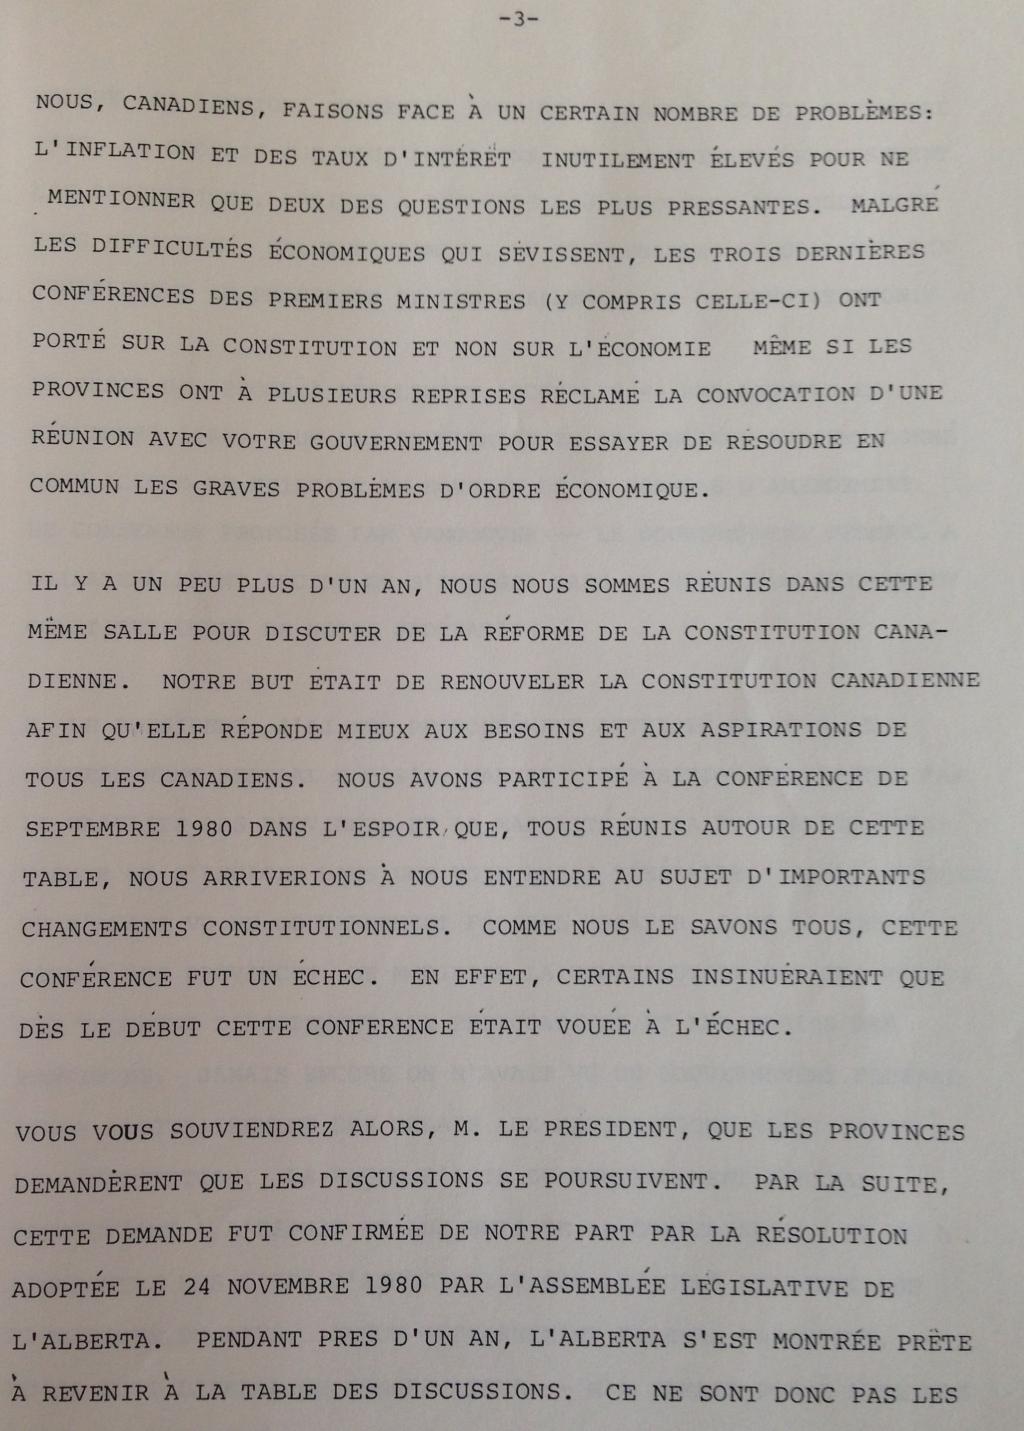 -3-
NOUS, CANADIENS, FAISONS FACE À UN CERTAIN NOMBRE DE PROBLÈMES:
L'INFLATION ET DES TAUX D'INTÉRÊT INUTILEMENT ÉLEVÉS POUR NE
MENTIONNER QUE DEUX DES QUESTIONS LES PLUS PRESSANTES. MALGRÉ
LES DIFFICULTÉS ÉCONOMIQUES QUI SÉVISSENT, LES TROIS DERNIÈRES
CONFÉRENCES DES PREMIERS MINISTRES (Y COMPRIS CELLE-CI) ONT
PORTÉ SUR LA CONSTITUTION ET NON SUR L'ÉCONOMIE MÊME SI LES
PROVINCES ONT À PLUSIEURS REPRISES RÉCLAMÉ LA CONVOCATION D'UNE
RÉUNION AVEC VOTRE GOUVERNEMENT POUR ESSAYER DE RÉSOUDRE EN
COMMUN LES GRAVES PROBLÈMES D'ORDRE ÉCONOMIQUE.
IL Y A UN PEU PLUS D'UN AN, NOUS NOUS SOMMES RÉUNIS DANS CETTE
MÊME SALLE POUR DISCUTER DE LA RÉFORME DE LA CONSTITUTION CANA-
DIENNE. NOTRE BUT ÉTAIT DE RENOUVELER LA CONSTITUTION CANADIENNE
AFIN QU'ELLE RÉPONDE MIEUX AUX BESOINS ET AUX ASPIRATIONS DE
TOUS LES CANADIENS. NOUS AVONS PARTICIPÉ À LA CONFÉRENCE DE
SEPTEMBRE 1980 DANS L'ESPOIR QUE, TOUS RÉUNIS AUTOUR DE CETTE
TABLE, NOUS ARRIVERIONS À NOUS ENTENDRE AU SUJET D'IMPORTANTS
CHANGEMENTS CONSTITUTIONNELS. COMME NOUS LE SAVONS TOUS, CETTE
CONFÉRENCE FUT UN ÉCHEC. EN EFFET, CERTAINS INSINUÉRAIENT QUE
DÈS LE DÉBUT CETTE CONFERENCE ÉTAIT VOUÉE À L'ÉCHEC.
VOUS VOUS SOUVIENDREZ ALORS, M. LE PRÉSIDENT, QUE LES PROVINCES
DEMANDÈRENT QUE LES DISCUSSIONS SE POURSUIVENT. PAR LA SUITE,
CETTE DEMANDE FUT CONFIRMÉE DE NOTRE PART PAR LA RÉSOLUTION
ADOPTÉE LE 24 NOVEMBRE 1980 PAR L'ASSEMBLÉE LÉGISLATIVE DE
L'ALBERTA. PENDANT PRES D'UN AN, L'ALBERTA S'EST MONTRÉE PRÊTE
À REVENIR À LA TABLE DES DISCUSSIONS. CE NE SONT DONC PAS LES